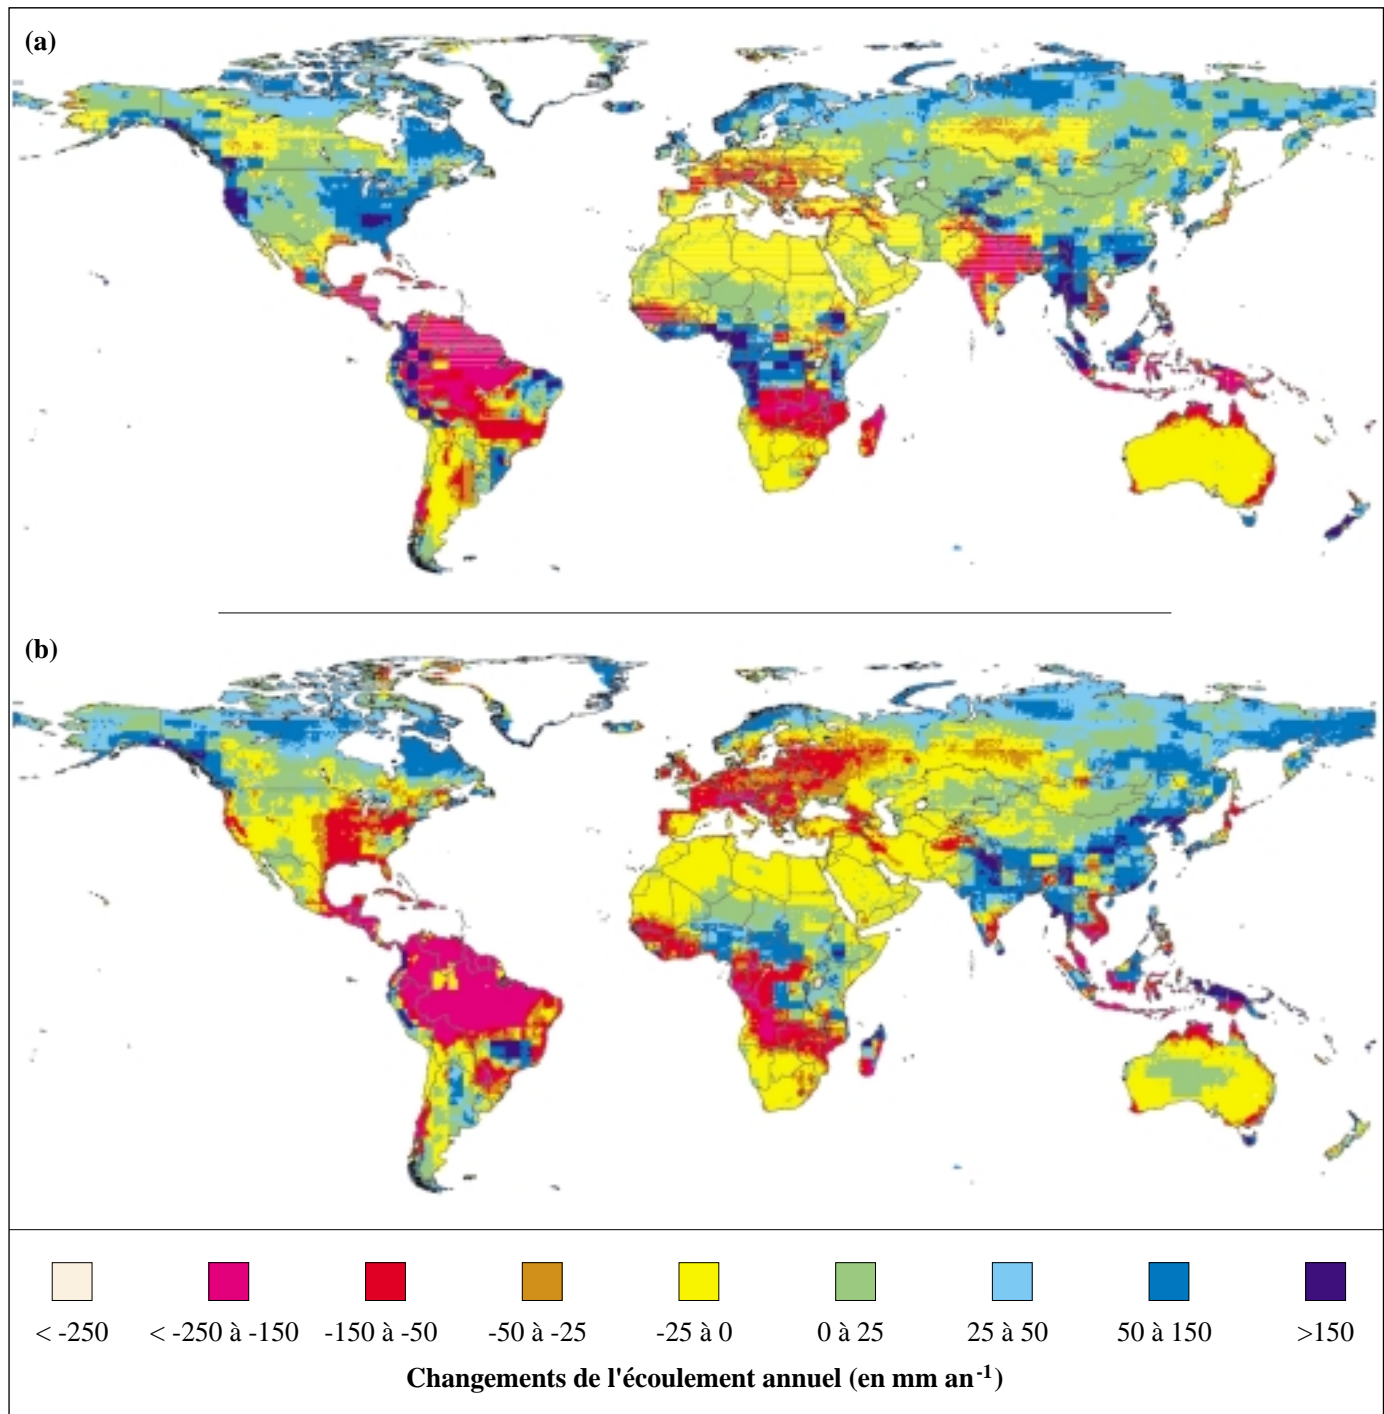 (a)
(b)
< -250 < -250 à -150 -150 à -50 -50 à -25 -25 à 0 0 à 25 25 à 50 50 à 150 >150
Changements de l'écoulement annuel (en mm an-1)